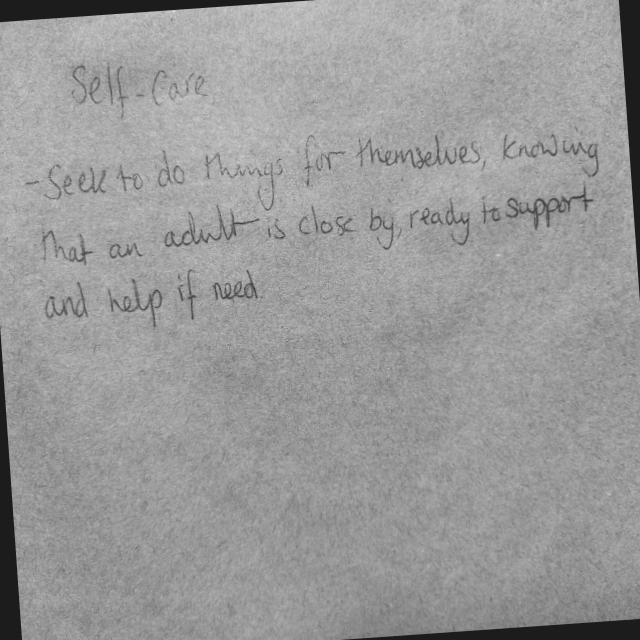 Self-Care
- Seek to do things for themselves, knowing
that an adult is close by, ready to support
and help if need